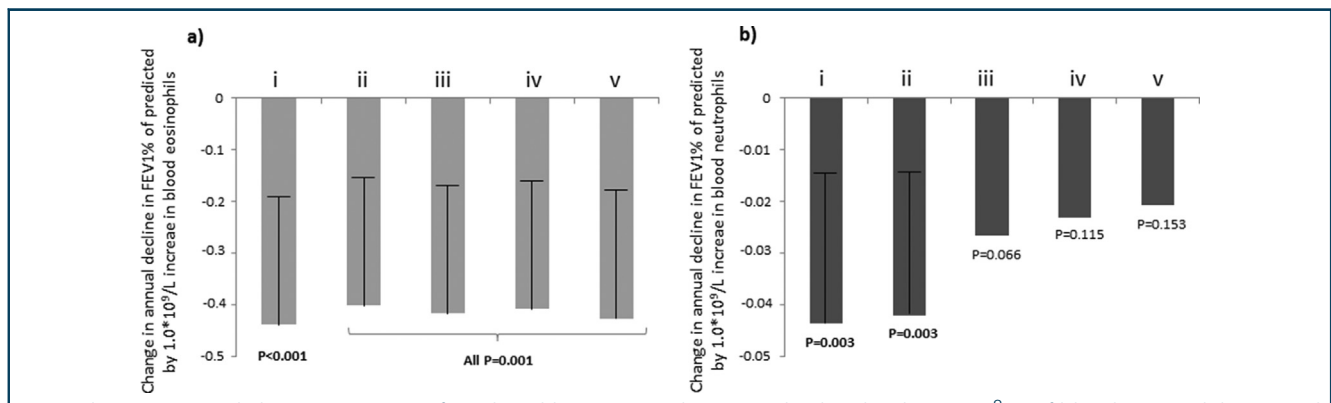 a)
Change in annual decline in FEV1% of predicted
by 1.0*10⁹/L increae in blood eosinophils
i ii iii iv v
0
-0.1
-0.2
-0.3
-0.4
-0.5
P<0.001
All P=0.001
b)
Change in annual decline in FEV1% of predicted
by 1.0*10⁹/L increae in blood neutrophils
i ii iii iv v
0
-0.01
-0.02
-0.03
-0.04
-0.05
P=0.003
P=0.003
P=0.066
P=0.115
P=0.153